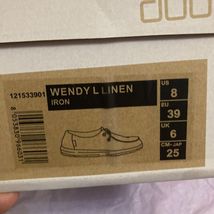 121533901
WENDY L LINEN
IRON
US
8
EU
39
UK
6
CM-JAP
25